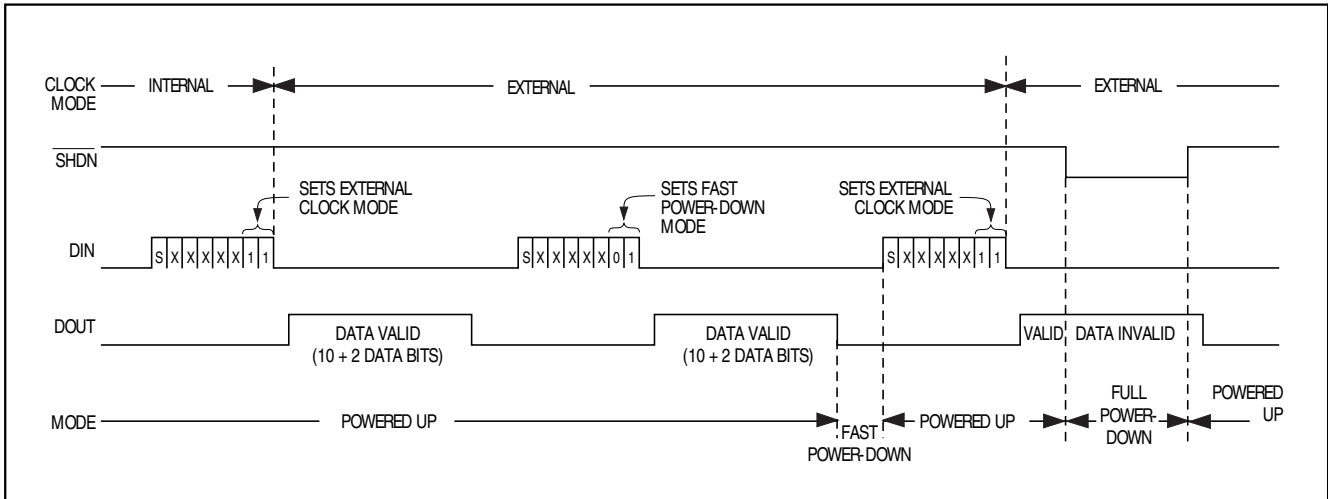 CLOCK
MODE
INTERNAL
EXTERNAL
EXTERNAL
SHDN
SETS EXTERNAL
CLOCK MODE
SETS FAST
POWER-DOWN
MODE
SETS EXTERNAL
CLOCK MODE
DIN
S X X X X X 1 1
S X X X X X 0 1
S X X X X X 1 1
DOUT
DATA VALID
(10 + 2 DATA BITS)
DATA VALID
(10 + 2 DATA BITS)
VALID
DATA INVALID
MODE
POWERED UP
FAST
POWER-DOWN
POWERED UP
FULL
POWER-
DOWN
POWERED
UP